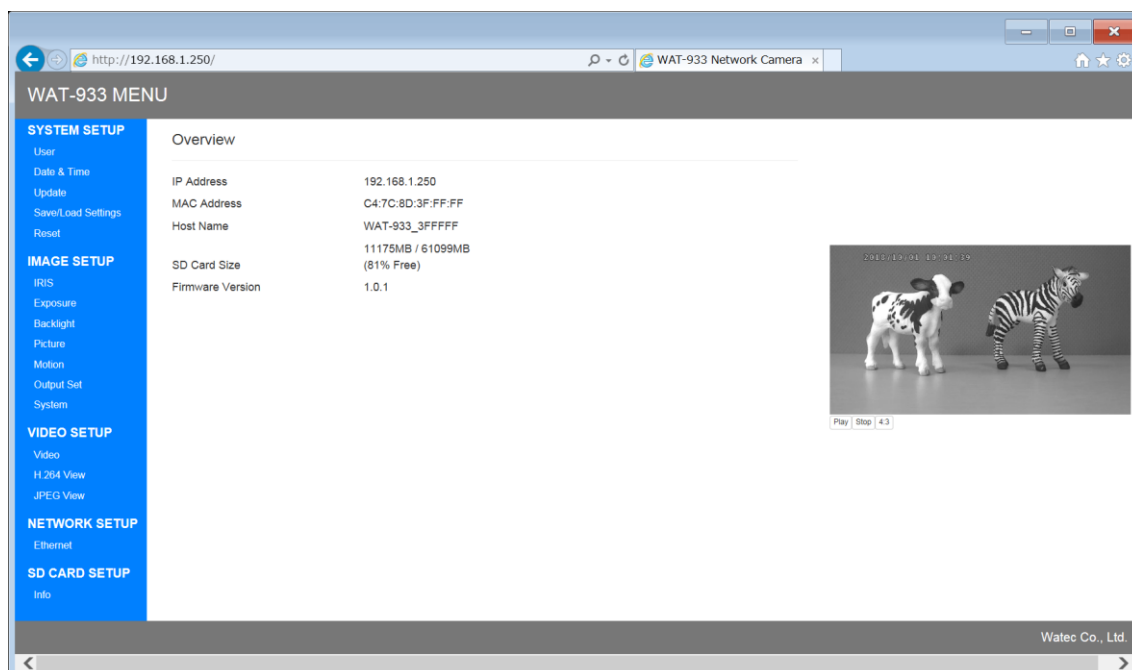 http://192.168.1.250/
WAT-933 Network Camera
WAT-933 MENU
SYSTEM SETUP
User
Date & Time
Update
Save/Load Settings
Reset
IMAGE SETUP
IRIS
Exposure
Backlight
Picture
Motion
Output Set
System
VIDEO SETUP
Video
H.264 View
JPEG View
NETWORK SETUP
Ethernet
SD CARD SETUP
Info
Overview
IP Address 192.168.1.250
MAC Address C4:7C:8D:3F:FF:FF
Host Name WAT-933_3FFFFF
11175MB / 61099MB
SD Card Size (81% Free)
Firmware Version 1.0.1
Play Stop 4:3
Watec Co., Ltd.